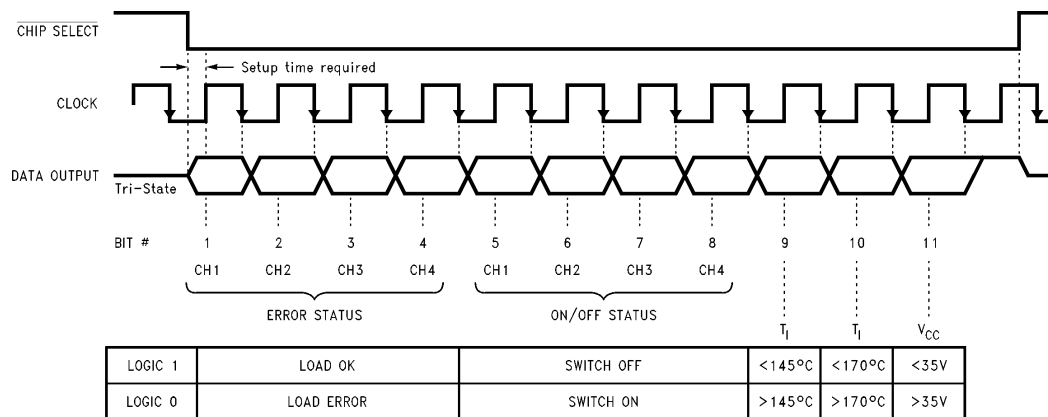 CHIP SELECT
Setup time required
CLOCK
DATA OUTPUT
Tri-State
BIT # 1 2 3 4 5 6 7 8 9 10 11
CH1 CH2 CH3 CH4 CH1 CH2 CH3 CH4
ERROR STATUS ON/OFF STATUS
TI TI VCC
LOGIC 1 LOAD OK SWITCH OFF <145°C <170°C <35V
LOGIC 0 LOAD ERROR SWITCH ON >145°C >170°C >35V